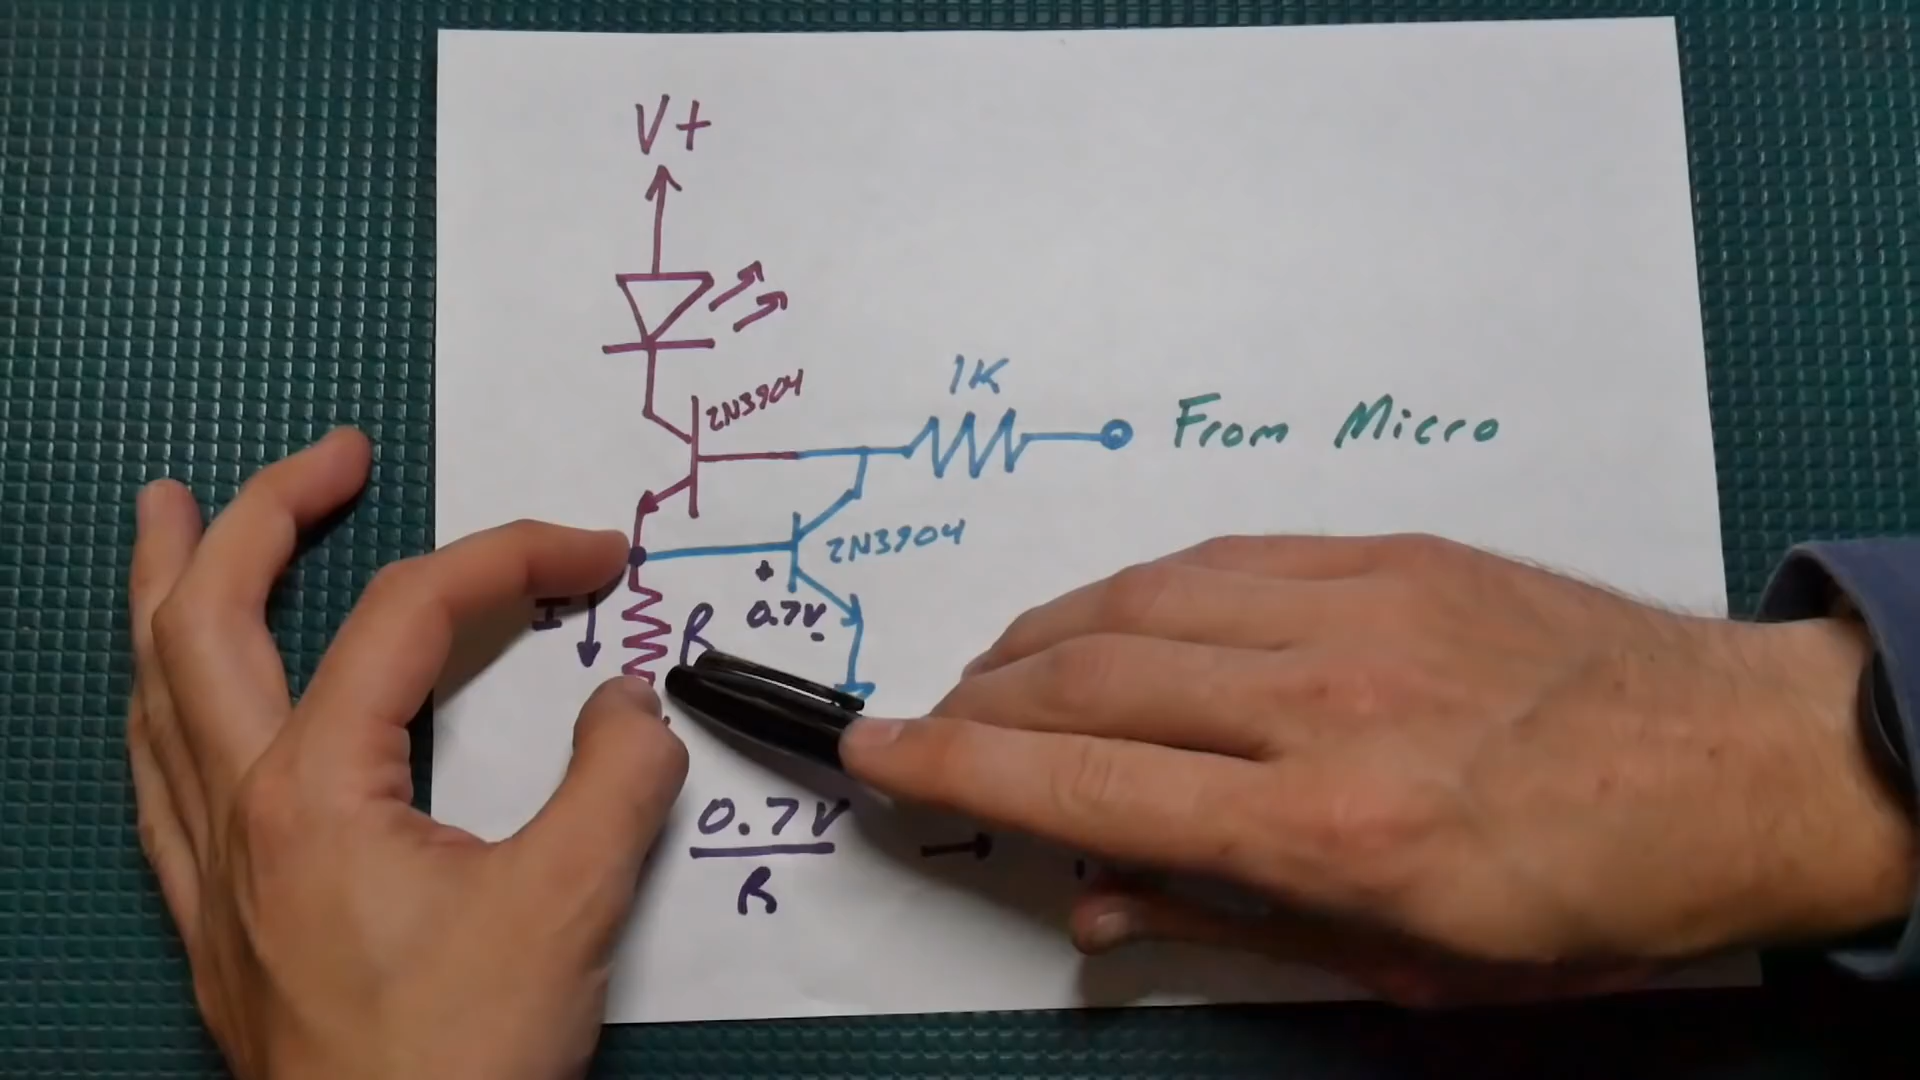 V+
1K
2N3904
From Micro
2N3904
+
I
0.7V
-
R
0.7V
R